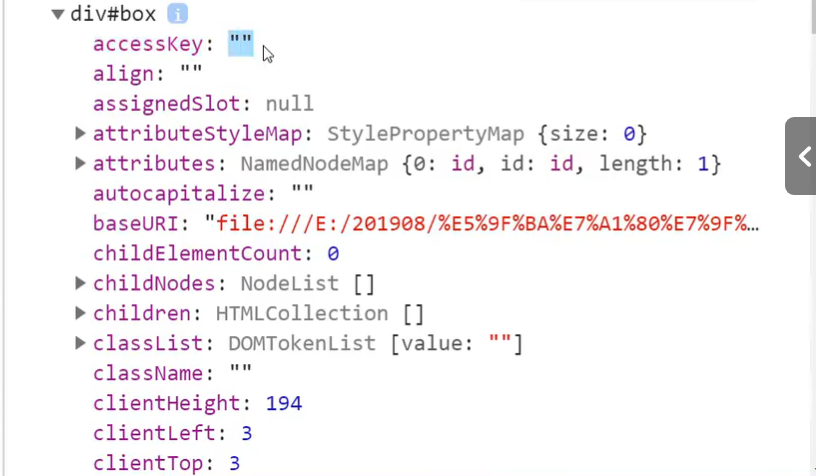 div#box i
accessKey: ""
align: ""
assignedSlot: null
attributeStyleMap: StylePropertyMap {size: 0}
attributes: NamedNodeMap {0: id, id: id, length: 1}
autocapitalize: ""
baseURI: "file:///E:/201908/%E5%9F%BA%E7%A1%80%E7%9F%…
childElementCount: 0
childNodes: NodeList []
children: HTMLCollection []
classList: DOMTokenList [value: ""]
className: ""
clientHeight: 194
clientLeft: 3
clientTop: 3